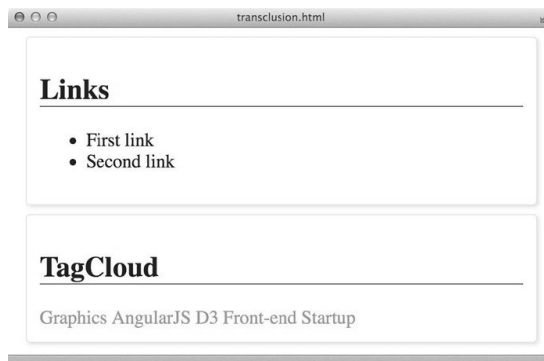 transclusion.html
Links
First link
Second link
TagCloud
Graphics AngularJS D3 Front-end Startup